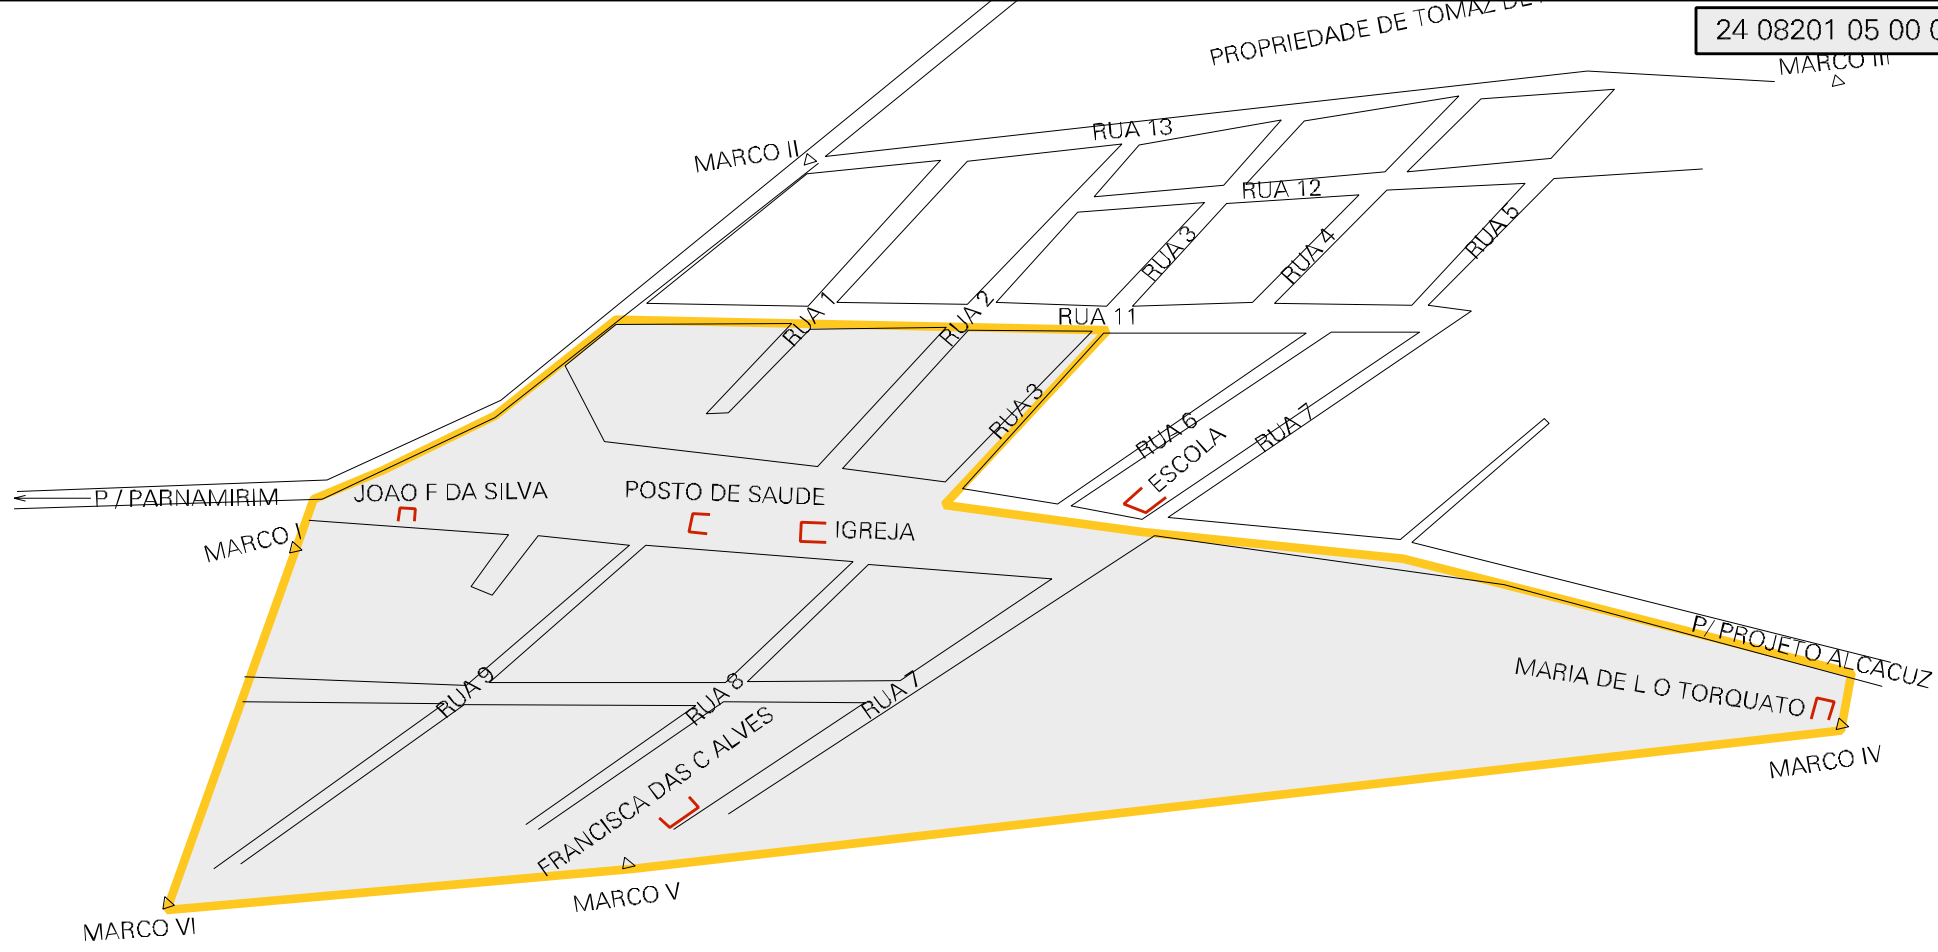 PROPRIEDADE DE TOMAZ DE
24 08201 05 00
MARCO III
RUA 13
MARCO II
RUA 12
RUA 3
RUA 4
RUA 5
RUA 1
RUA 2
RUA 11
RUA 3
RUA 6
ESCOLA
RUA 7
P / PARNAMIRIM
JOAO F DA SILVA
POSTO DE SAUDE
IGREJA
MARCO I
P/ PROJETO ALCACUZ
MARIA DE L O TORQUATO
RUA 9
RUA 8
RUA 7
FRANCISCA DAS C ALVES
MARCO IV
MARCO V
MARCO VI